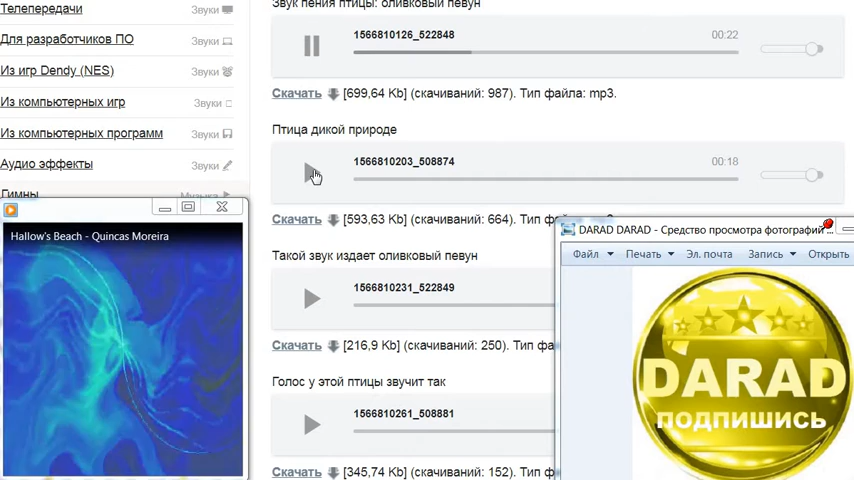 Телепередачи
Звуки
Для разработчиков ПО
Звуки
Из игр Dendy (NES)
Звуки
Из компьютерных игр
Звуки
Из компьютерных программ
Звуки
Аудио эффекты
Звуки
Гимны
Музыка
Звук пения птицы: оливковый певун
1566810126_522848
00:22
Скачать [699,64 Kb] (скачиваний: 987). Тип файла: mp3.
Птица дикой природе
1566810203_508874
00:18
Скачать [593,63 Kb] (скачиваний: 664). Тип
Такой звук издает оливковый певун
1566810231_522849
Скачать [216,9 Kb] (скачиваний: 250). Тип фа
Голос у этой птицы звучит так
1566810261_508881
Скачать [345,74 Kb] (скачиваний: 152). Тип ф
Hallow's Beach - Quincas Moreira
DARAD DARAD - Средство просмотра фотографий ...
Файл Печать Эл. почта Запись Открыть
DARAD
подпишись